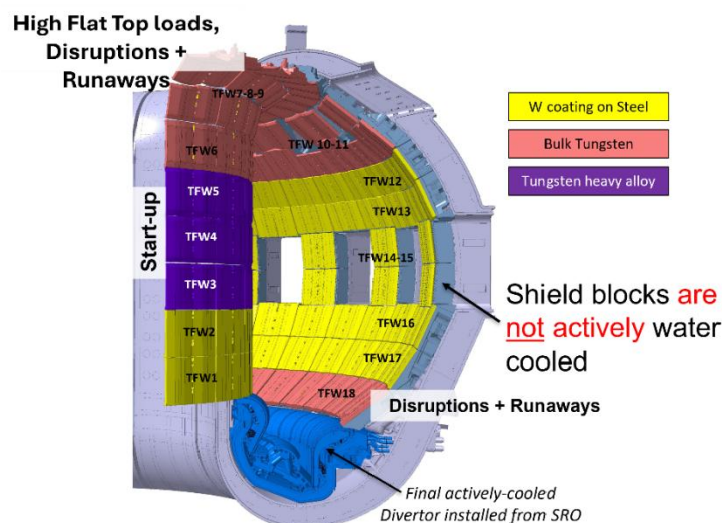 High Flat Top loads,
Disruptions +
Runaways
TFW7-8-9
TFW 10-11
TFW6
TFW5
TFW12
TFW13
TFW4
TFW14-15
TFW3
TFW2
TFW16
TFW17
TFW1
TFW18
Start-up
W coating on Steel
Bulk Tungsten
Tungsten heavy alloy
Shield blocks are
not actively water
cooled
Disruptions + Runaways
Final actively-cooled
Divertor installed from SRO